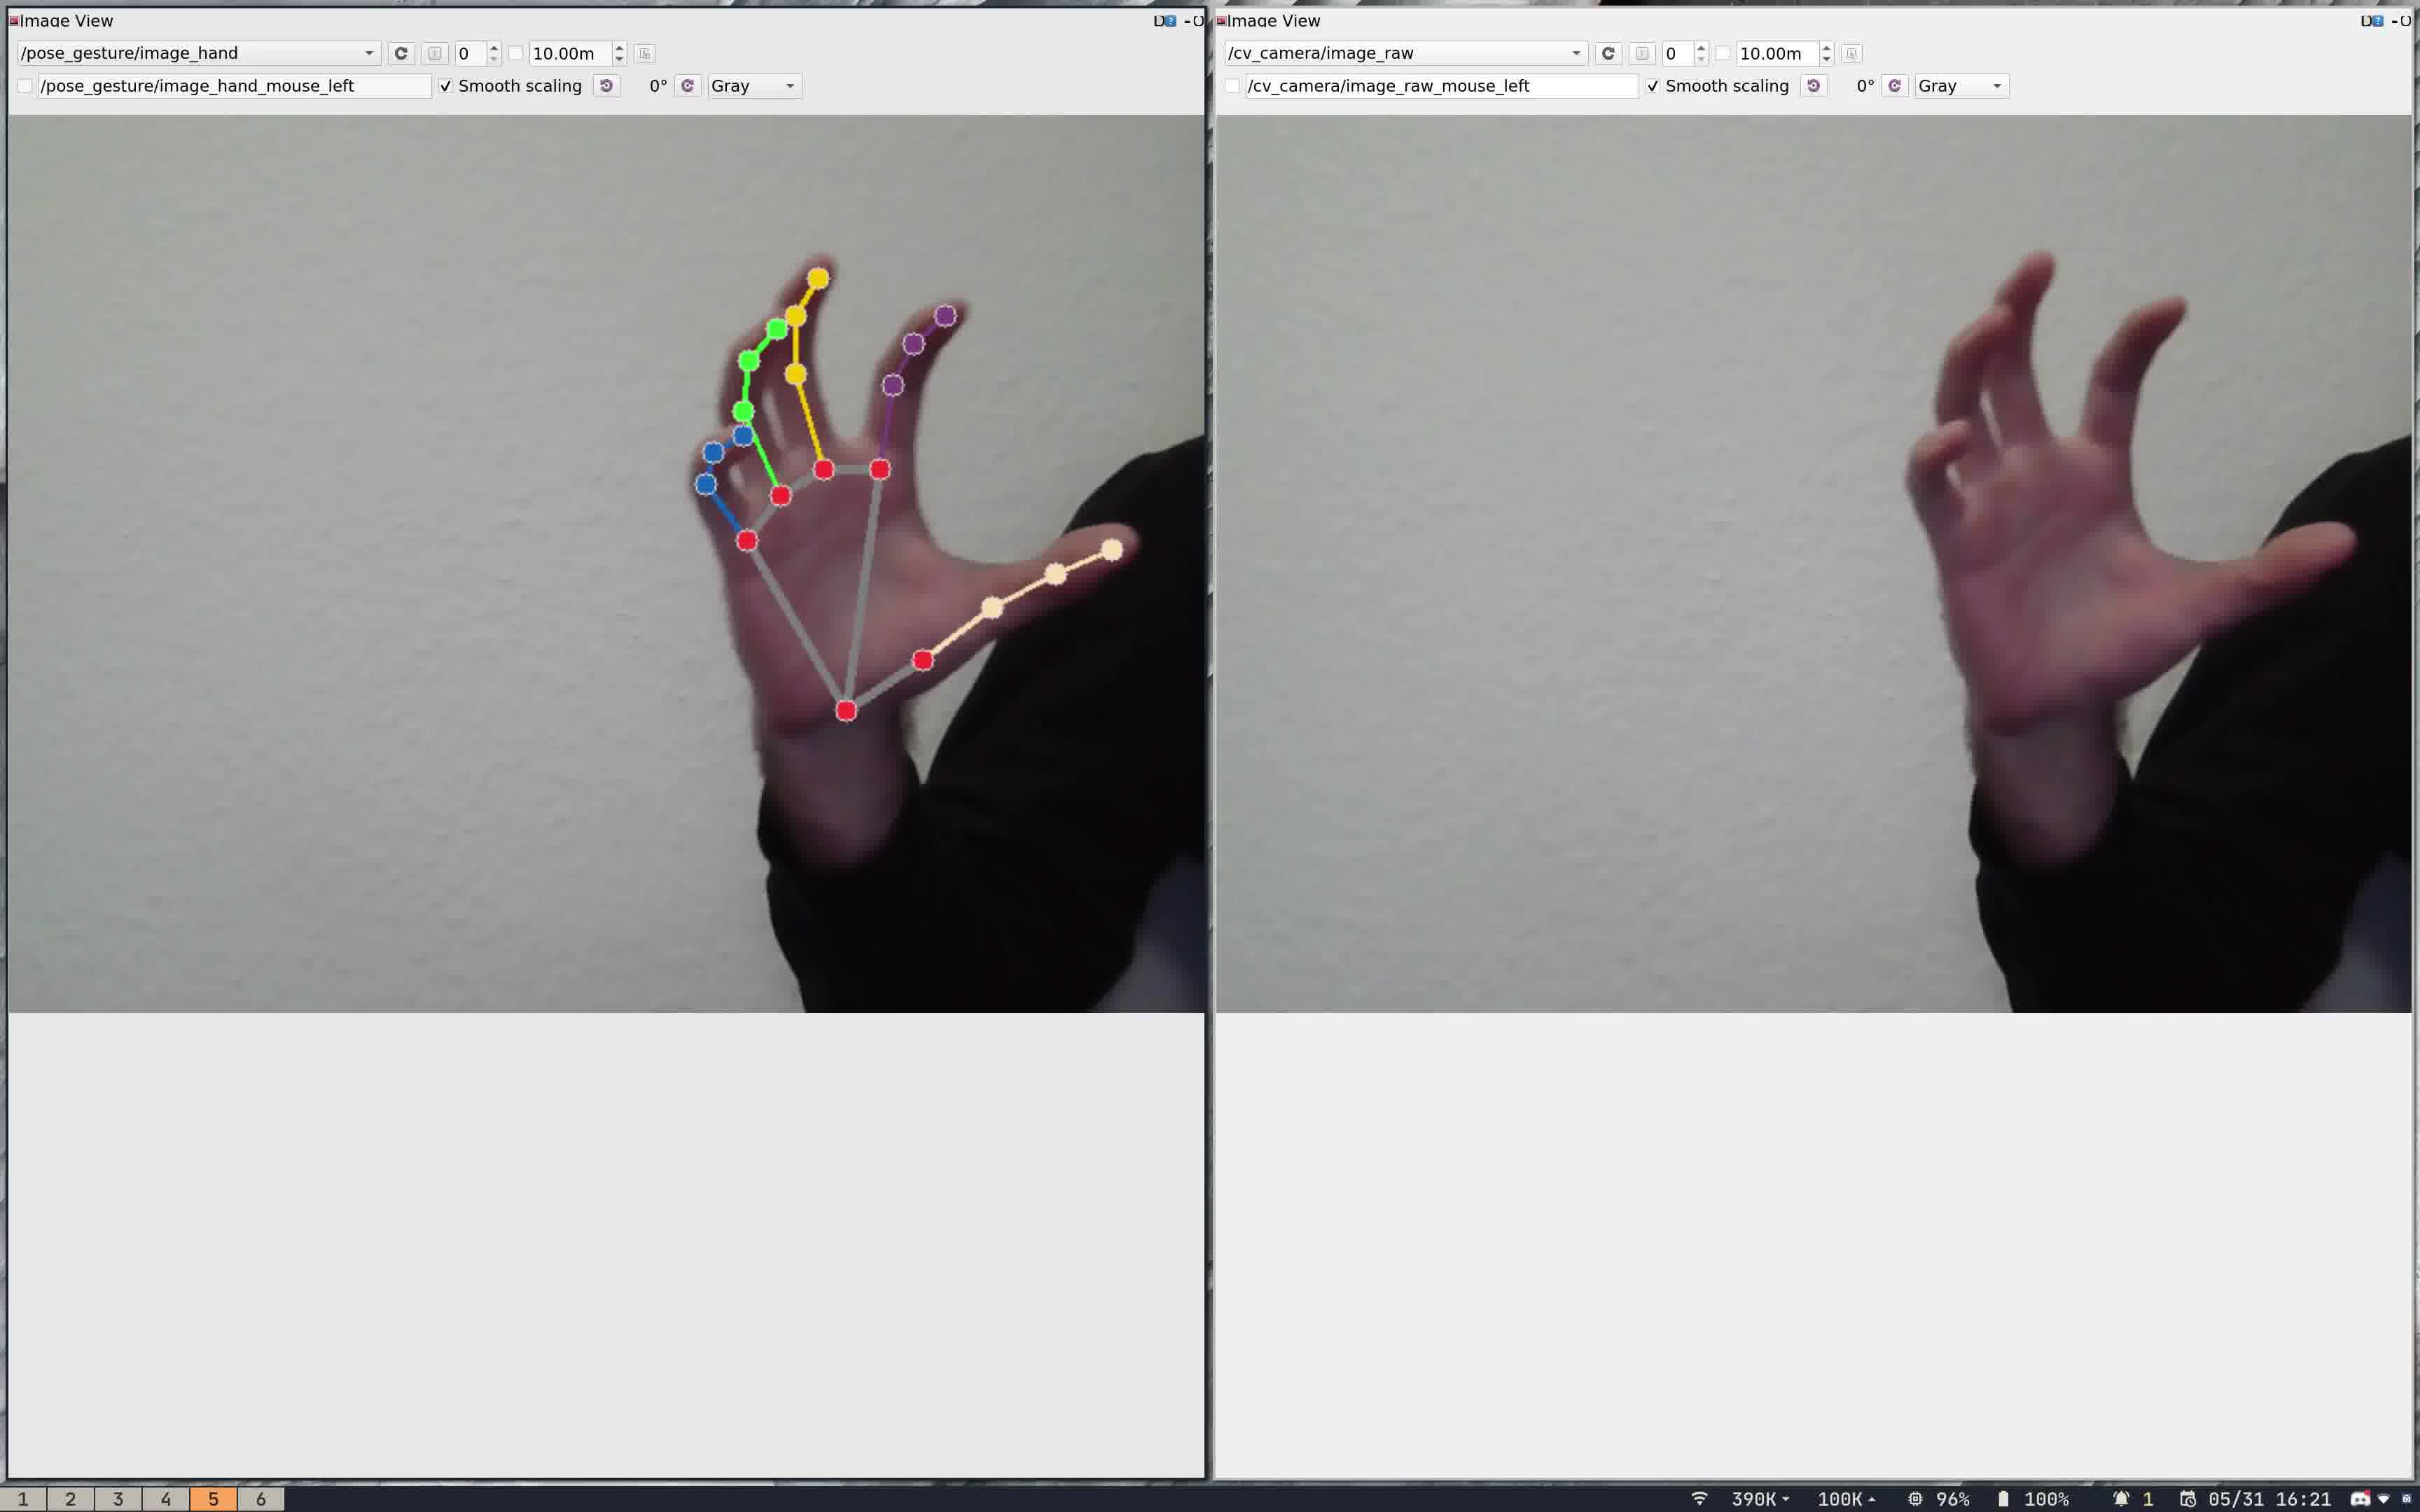 Image View
/pose_gesture/image_hand 0 10.00m
/pose_gesture/image_hand_mouse_left Smooth scaling 0° Gray
Image View
/cv_camera/image_raw 0 10.00m
/cv_camera/image_raw_mouse_left Smooth scaling 0° Gray
1 2 3 4 5 6 390K 100K 96% 100% 1 05/31 16:21